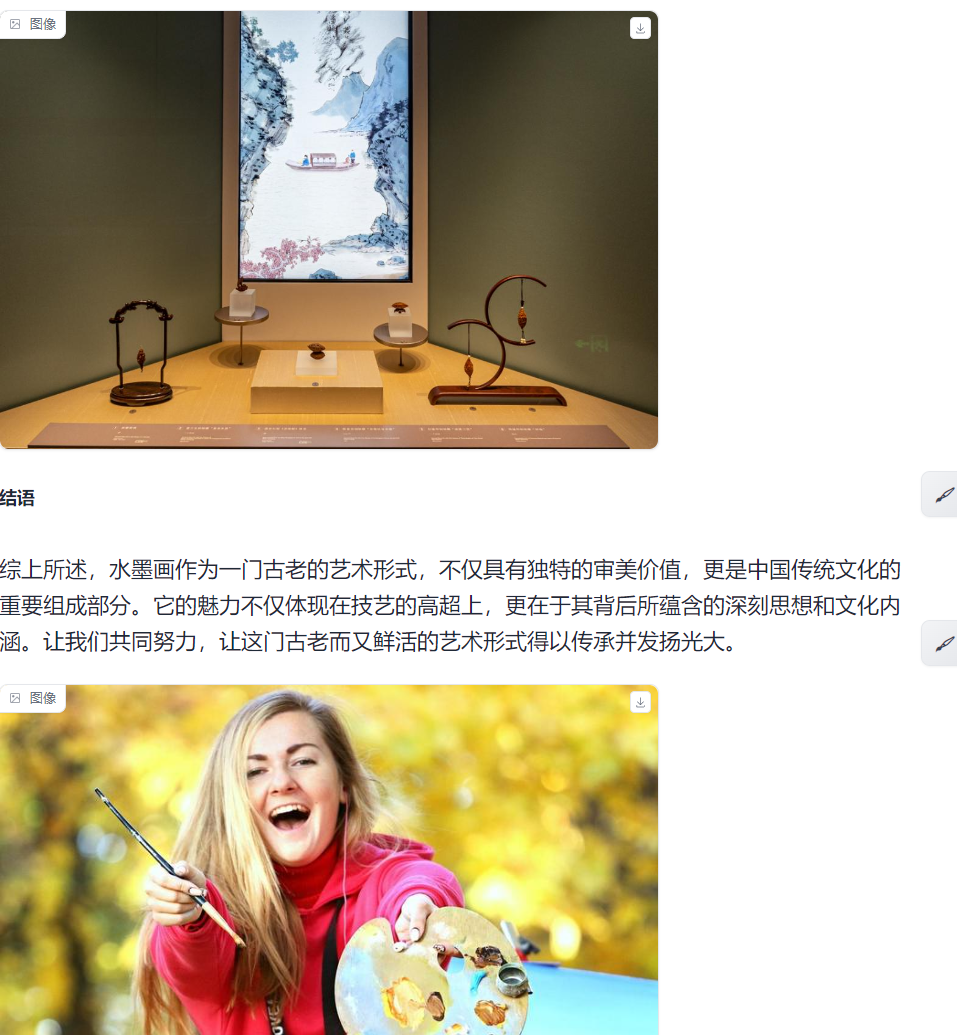 图像
结语
综上所述，水墨画作为一门古老的艺术形式，不仅具有独特的审美价值，更是中国传统文化的
重要组成部分。它的魅力不仅体现在技艺的高超上，更在于其背后所蕴含的深刻思想和文化内
涵。让我们共同努力，让这门古老而又鲜活的艺术形式得以传承并发扬光大。
图像